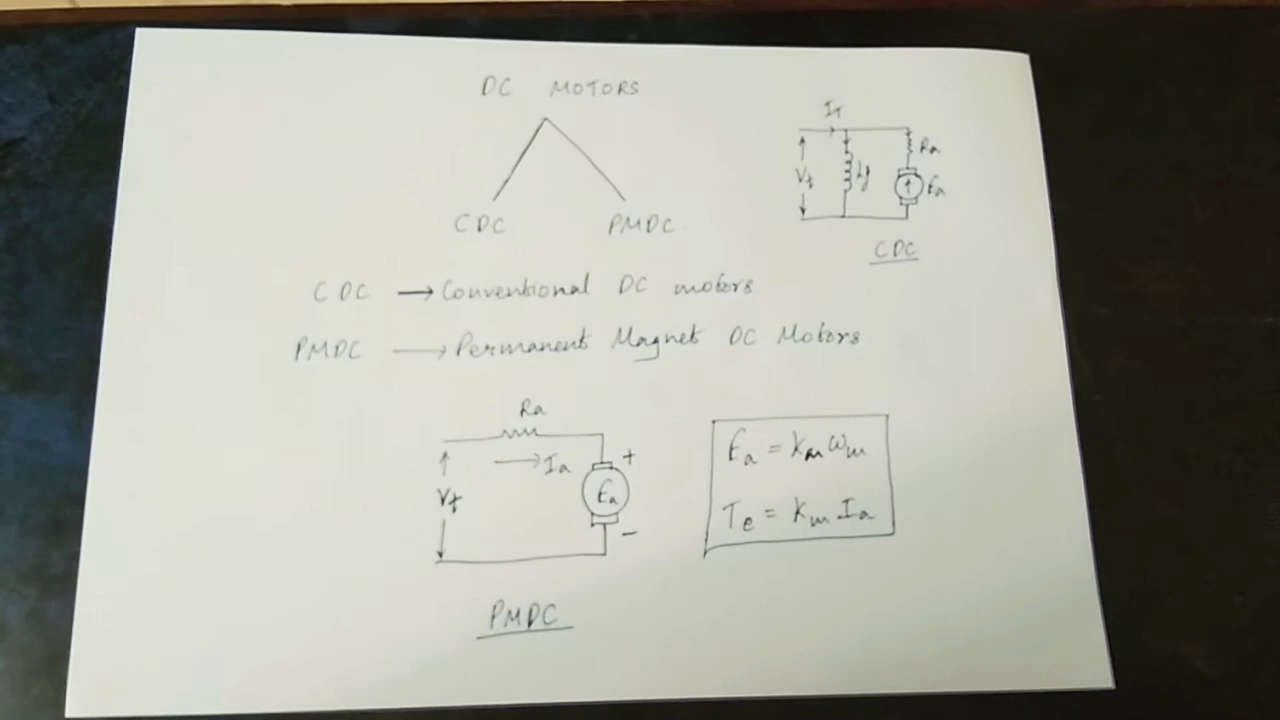 DC MOTORS
CDC PMDC
IT
Ra
Vt Lf Ea
CDC
CDC → Conventional DC motors
PMDC → Permanent Magnet DC Motors
Ra
Ia +
Vt Ea
-
PMDC
Ea = Km ωm
Te = Km Ia